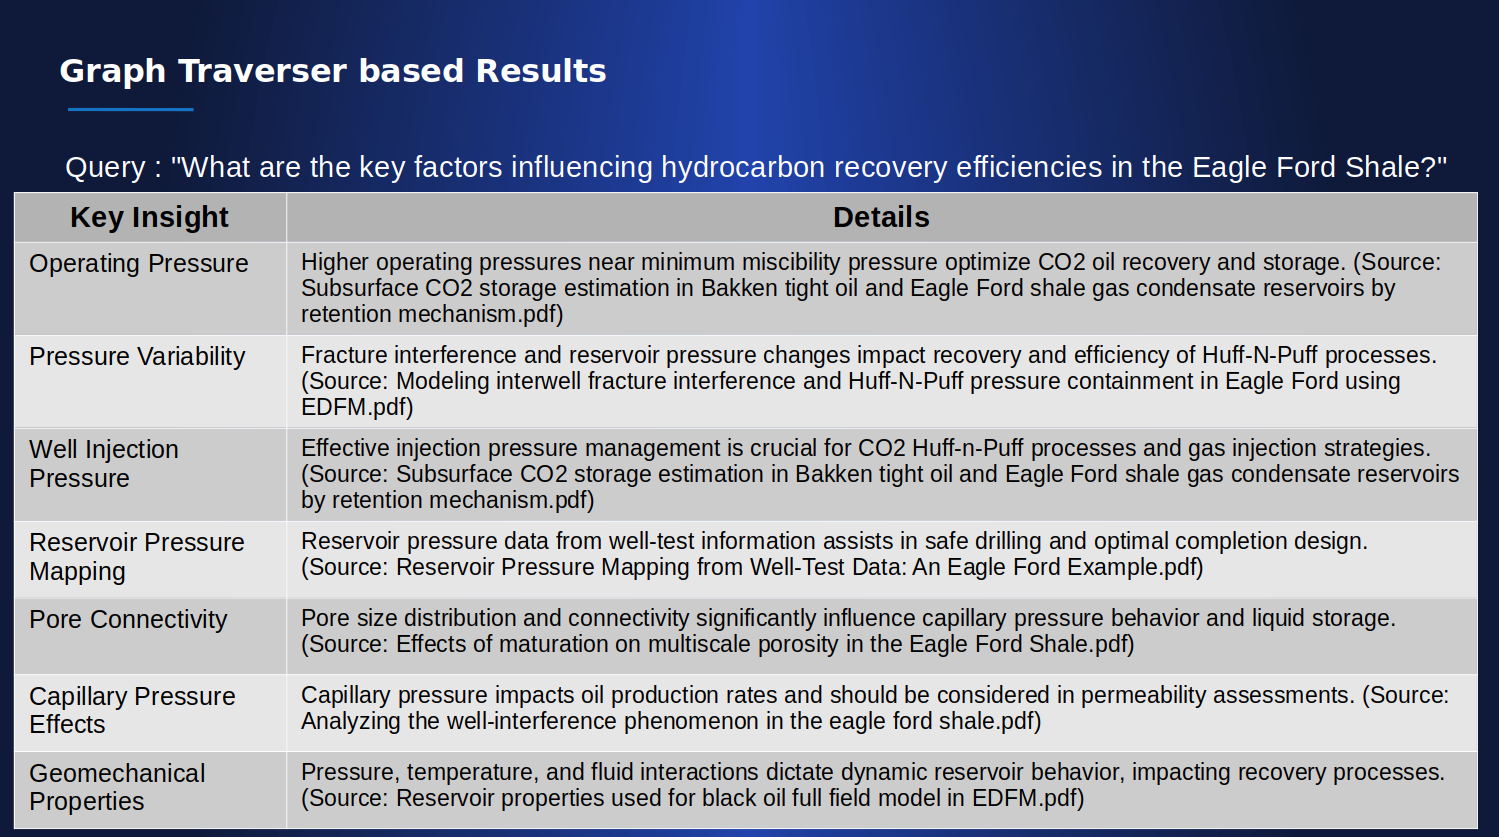 Graph Traverser based Results
Query : "What are the key factors influencing hydrocarbon recovery efficiencies in the Eagle Ford Shale?"
Key Insight
Details
Operating Pressure
Higher operating pressures near minimum miscibility pressure optimize CO2 oil recovery and storage. (Source:
Subsurface CO2 storage estimation in Bakken tight oil and Eagle Ford shale gas condensate reservoirs by
retention mechanism.pdf)
Pressure Variability
Fracture interference and reservoir pressure changes impact recovery and efficiency of Huff-N-Puff processes.
(Source: Modeling interwell fracture interference and Huff-N-Puff pressure containment in Eagle Ford using
EDFM.pdf)
Well Injection
Pressure
Effective injection pressure management is crucial for CO2 Huff-n-Puff processes and gas injection strategies.
(Source: Subsurface CO2 storage estimation in Bakken tight oil and Eagle Ford shale gas condensate reservoirs
by retention mechanism.pdf)
Reservoir Pressure
Mapping
Reservoir pressure data from well-test information assists in safe drilling and optimal completion design.
(Source: Reservoir Pressure Mapping from Well-Test Data: An Eagle Ford Example.pdf)
Pore Connectivity
Pore size distribution and connectivity significantly influence capillary pressure behavior and liquid storage.
(Source: Effects of maturation on multiscale porosity in the Eagle Ford Shale.pdf)
Capillary Pressure
Effects
Capillary pressure impacts oil production rates and should be considered in permeability assessments. (Source:
Analyzing the well-interference phenomenon in the eagle ford shale.pdf)
Geomechanical
Properties
Pressure, temperature, and fluid interactions dictate dynamic reservoir behavior, impacting recovery processes.
(Source: Reservoir properties used for black oil full field model in EDFM.pdf)